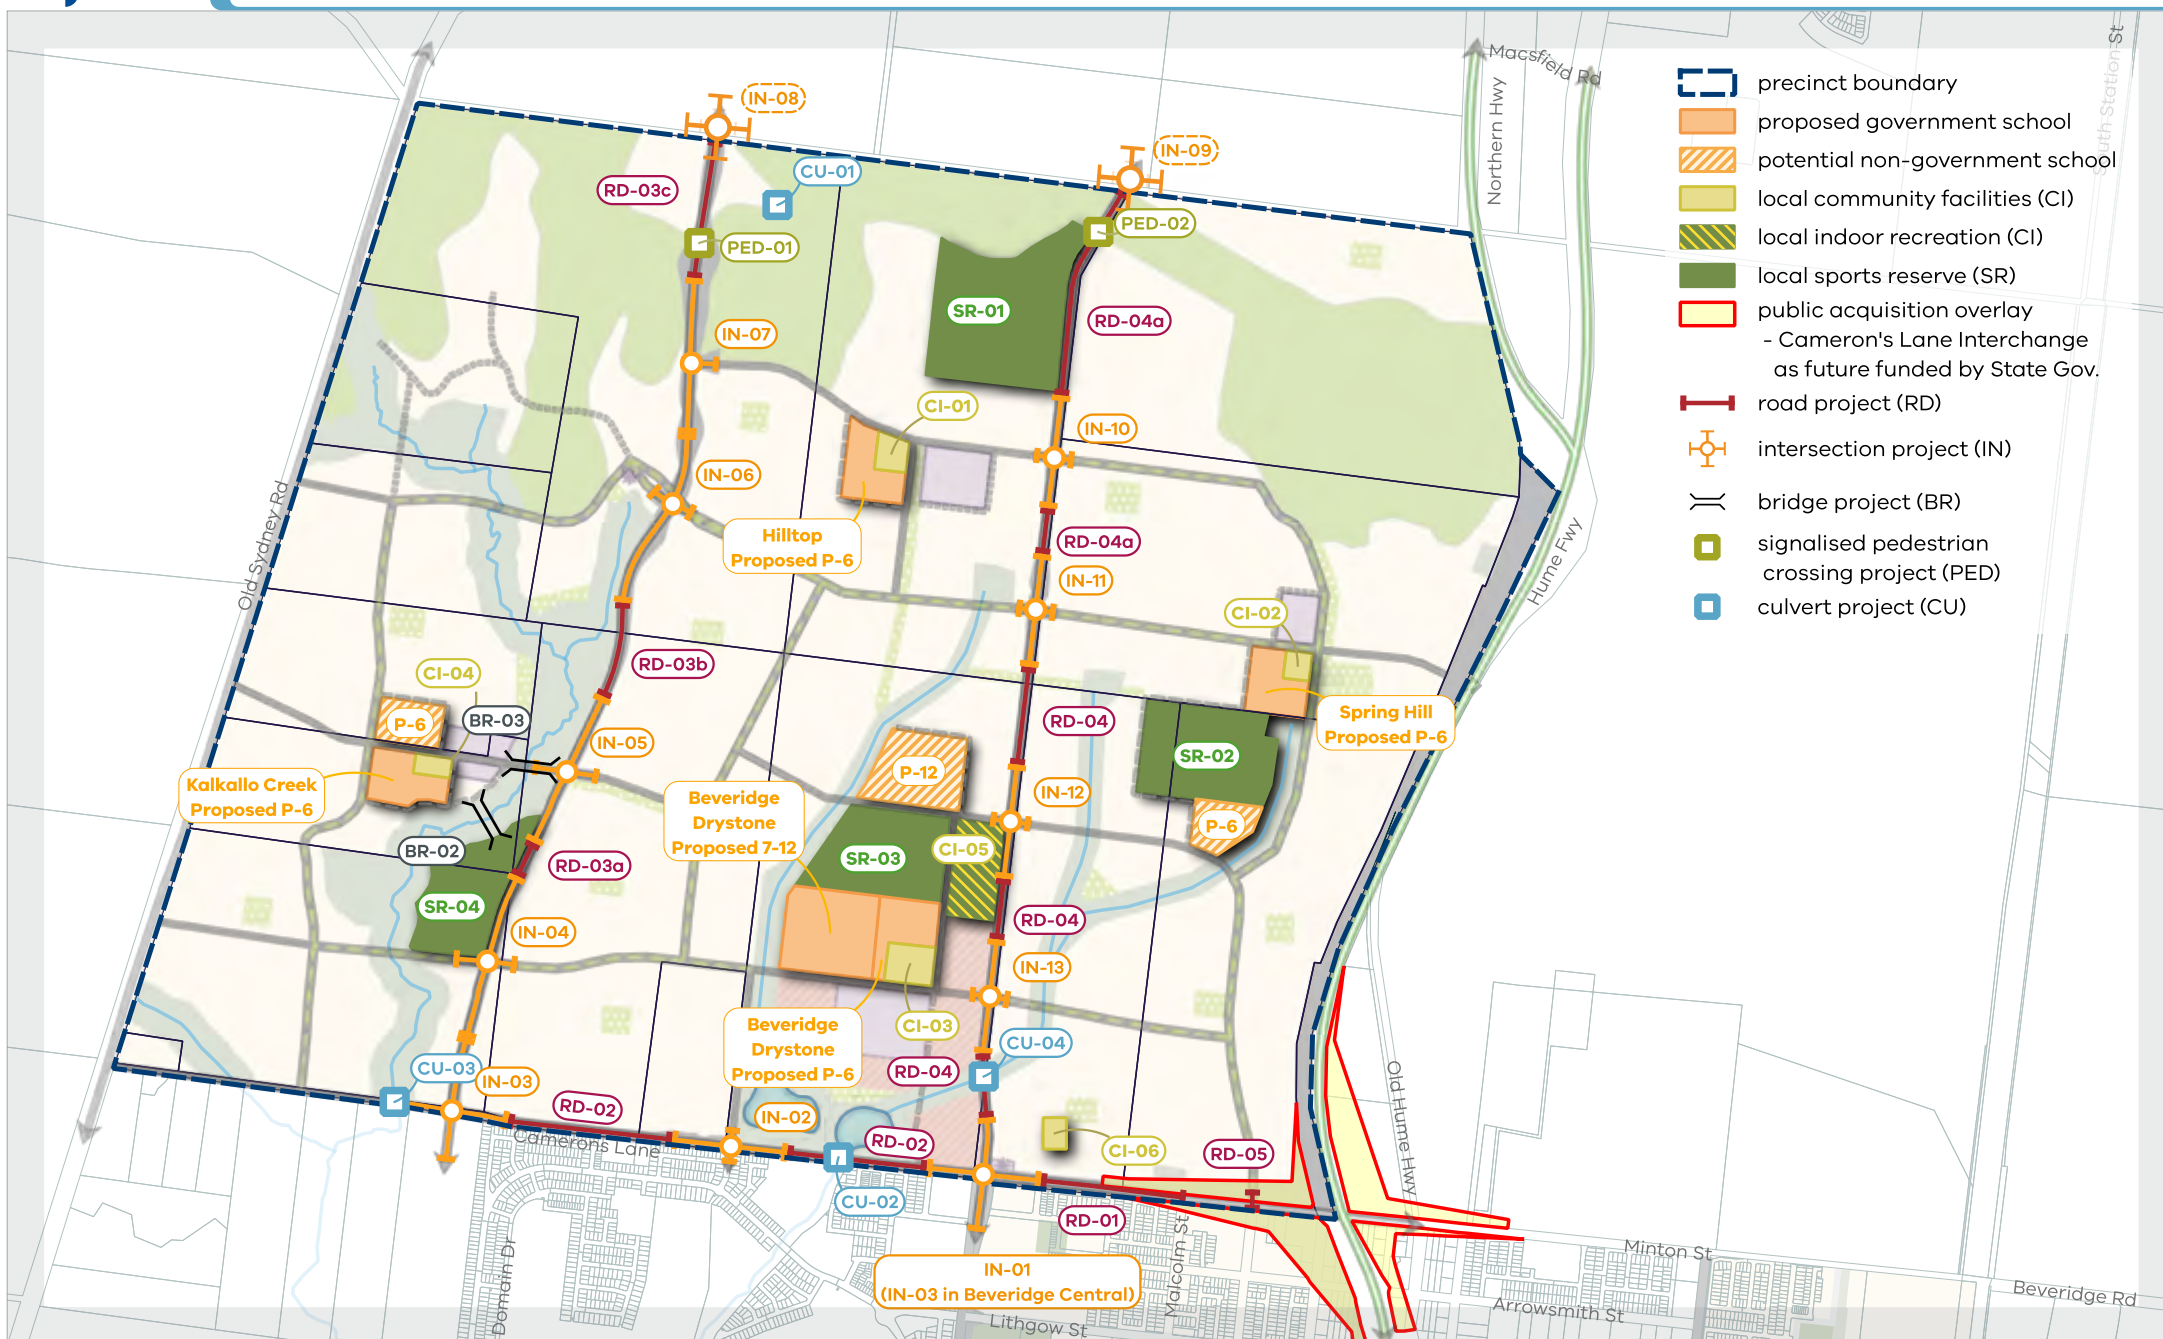 Macsfield Rd
Northern Hwy
South Station St
Old Sydney Rd
Hume Fwy
Old Hume Hwy
Camerons Lane
Domain Dr
Malcolm St
Lithgow St
Minton St
Arrowsmith St
Beveridge Rd
IN-08
CU-01
IN-09
RD-03c
PED-01
PED-02
SR-01
RD-04a
IN-07
CI-01
IN-10
IN-06
Hilltop
Proposed P-6
RD-04a
IN-11
CI-02
RD-03b
CI-04
BR-03
P-6
IN-05
RD-04
Spring Hill
Proposed P-6
SR-02
Kalkallo Creek
Proposed P-6
P-12
Beveridge
Drystone
Proposed 7-12
IN-12
P-6
BR-02
RD-03a
SR-03
CI-05
SR-04
IN-04
RD-04
IN-13
CI-03
Beveridge
Drystone
Proposed P-6
CU-04
RD-04
CU-03
IN-03
RD-02
IN-02
RD-02
CI-06
RD-05
CU-02
RD-01
IN-01
(IN-03 in Beveridge Central)
precinct boundary
proposed government school
potential non-government school
local community facilities (CI)
local indoor recreation (CI)
local sports reserve (SR)
public acquisition overlay
- Cameron's Lane Interchange
as future funded by State Gov.
road project (RD)
intersection project (IN)
bridge project (BR)
signalised pedestrian
crossing project (PED)
culvert project (CU)